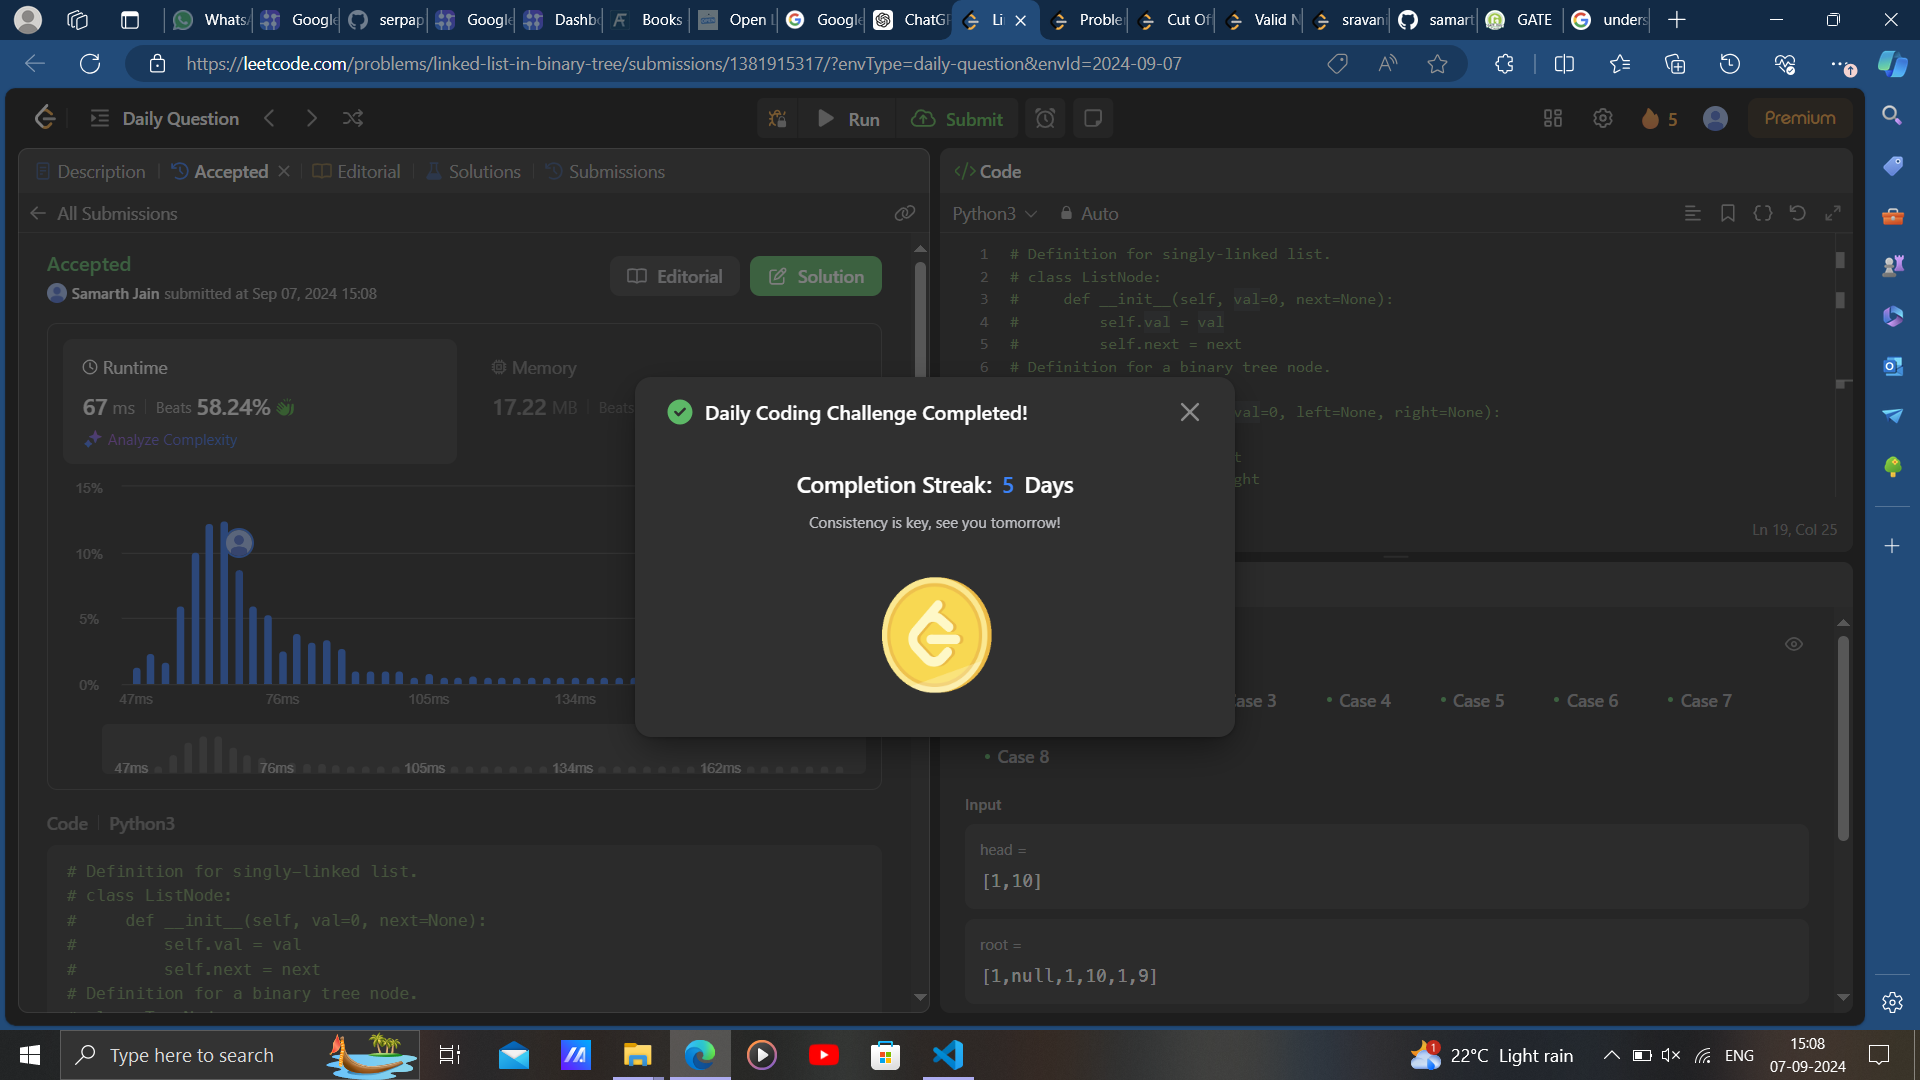 Whats
Google
serpap
Google
Dashb
Books
Open L
Google
ChatG
Li
Proble
Cut Of
Valid N
sravan
samart
GATE
unders
https://leetcode.com/problems/linked-list-in-binary-tree/submissions/1381915317/?envType=daily-question&envId=2024-09-07
Daily Question
Run
Submit
5
Premium
Description
Accepted
Editorial
Solutions
Submissions
All Submissions
Accepted
Samarth Jain submitted at Sep 07, 2024 15:08
Editorial
Solution
Runtime
67 ms
Beats 58.24%
Analyze Complexity
Memory
17.22 MB
Beats
15%
10%
5%
0%
47ms
76ms
105ms
134ms
47ms
76ms
105ms
134ms
162ms
Code
Python3
# Definition for singly-linked list.
# class ListNode:
#     def __init__(self, val=0, next=None):
#         self.val = val
#         self.next = next
# Definition for a binary tree node.
Daily Coding Challenge Completed!
Completion Streak: 5 Days
Consistency is key, see you tomorrow!
</> Code
Python3
Auto
1 # Definition for singly-linked list.
2 # class ListNode:
3 #     def __init__(self, val=0, next=None):
4 #         self.val = val
5 #         self.next = next
6 # Definition for a binary tree node.
val=0, left=None, right=None):
t
ght
Ln 19, Col 25
ase 3
Case 4
Case 5
Case 6
Case 7
Case 8
Input
head =
[1,10]
root =
[1,null,1,10,1,9]
Type here to search
1
22°C Light rain
ENG
15:08
07-09-2024